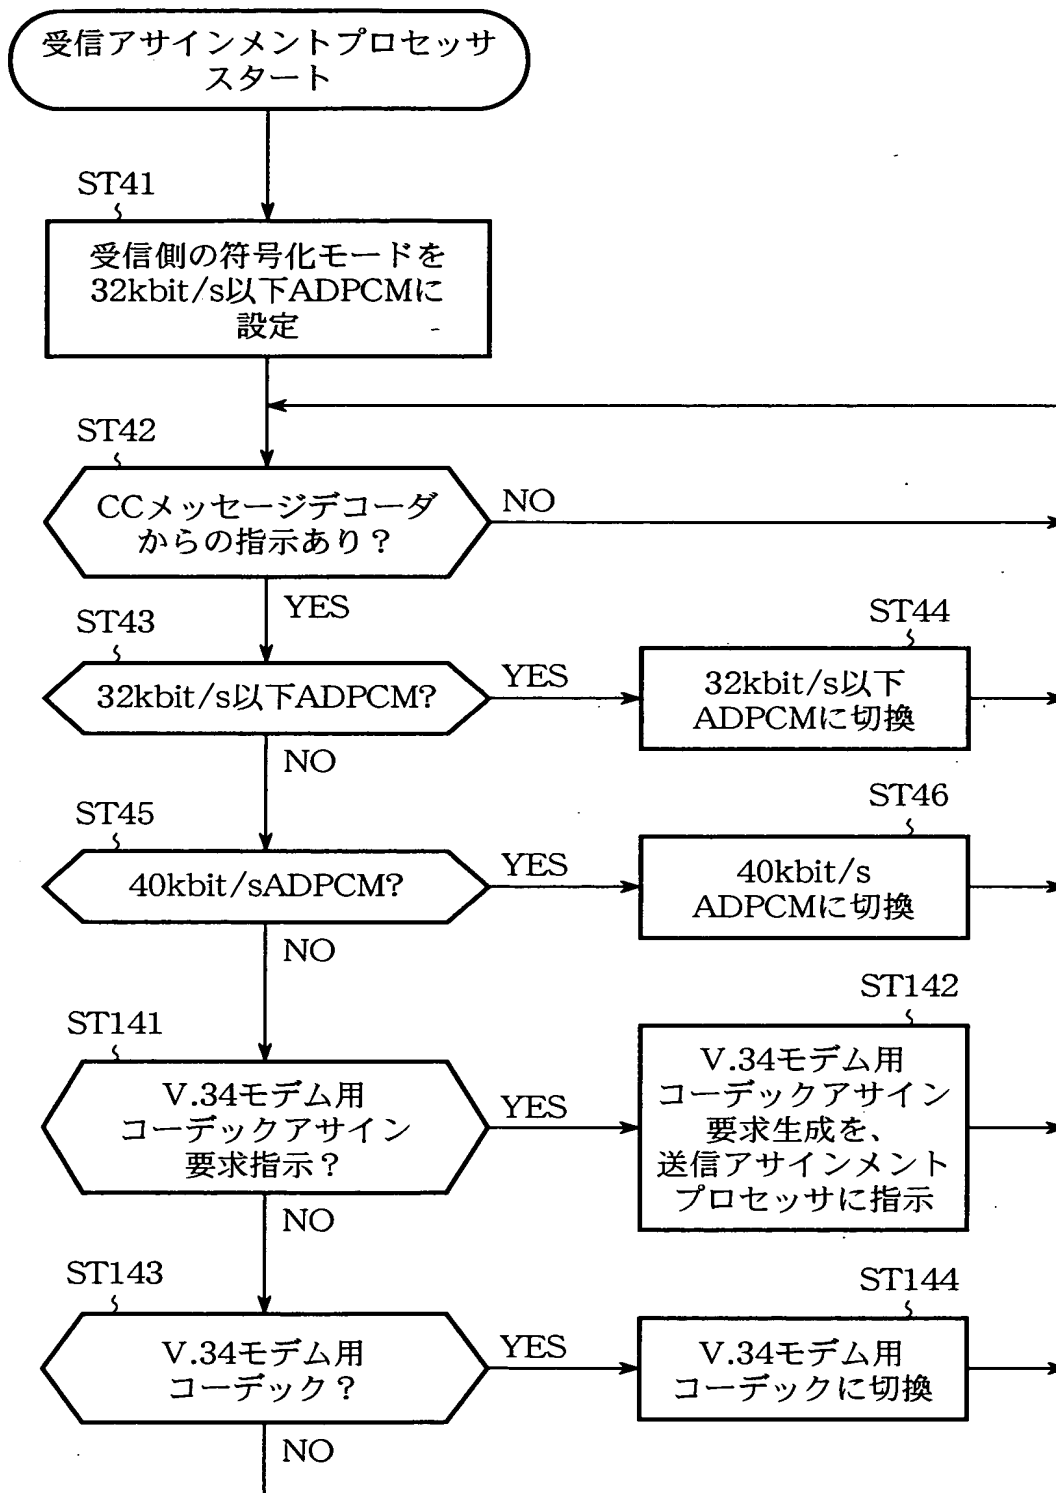 受信アサインメントプロセッサ
スタート
ST41
受信側の符号化モードを
32kbit/s以下ADPCMに
設定
ST42
CCメッセージデコーダ
からの指示あり？
NO
YES
ST43
32kbit/s以下ADPCM?
YES
ST44
32kbit/s以下
ADPCMに切換
NO
ST45
40kbit/sADPCM?
YES
ST46
40kbit/s
ADPCMに切換
NO
ST141
V.34モデム用
コーデックアサイン
要求指示？
YES
ST142
V.34モデム用
コーデックアサイン
要求生成を、
送信アサインメント
プロセッサに指示
NO
ST143
V.34モデム用
コーデック？
YES
ST144
V.34モデム用
コーデックに切換
NO